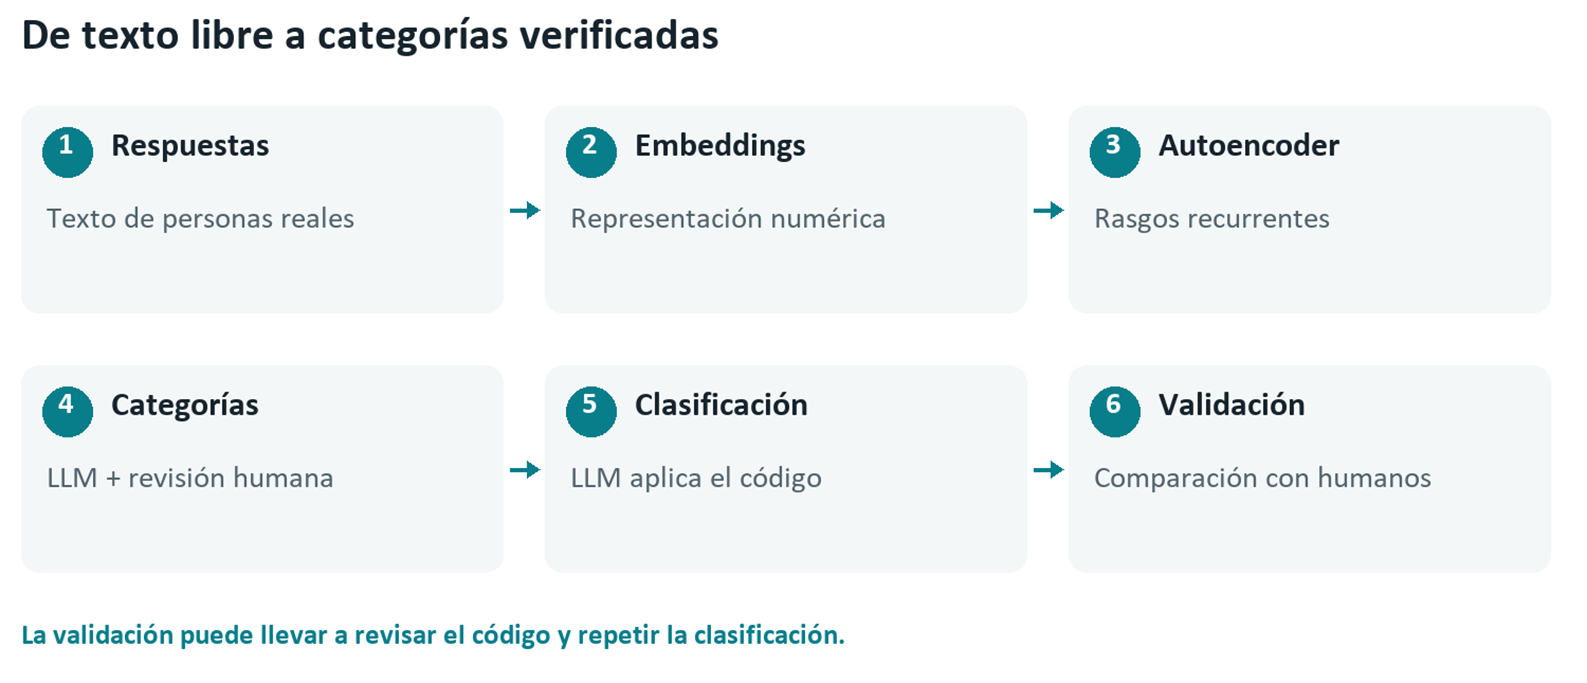 De texto libre a categorías verificadas
1 Respuestas
Texto de personas reales
2 Embeddings
Representación numérica
3 Autoencoder
Rasgos recurrentes
4 Categorías
LLM + revisión humana
5 Clasificación
LLM aplica el código
6 Validación
Comparación con humanos
La validación puede llevar a revisar el código y repetir la clasificación.